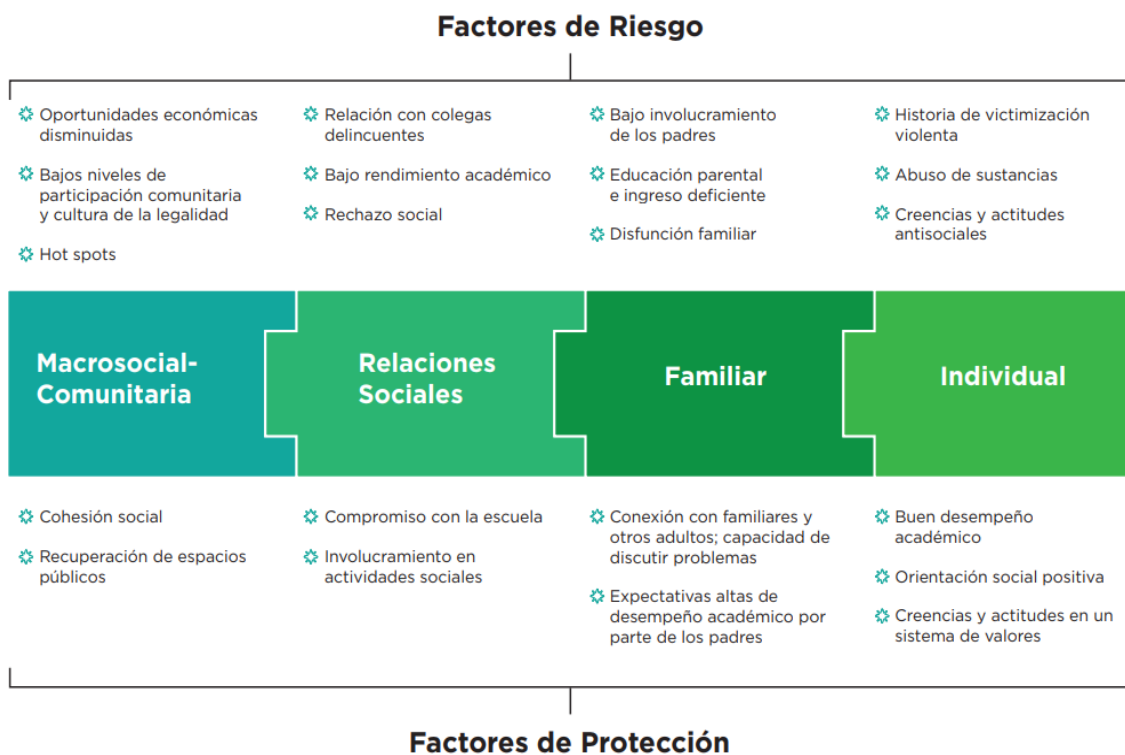 Factores de Riesgo
Oportunidades económicas
disminuidas
Bajos niveles de
participación comunitaria
y cultura de la legalidad
Hot spots
Relación con colegas
delincuentes
Bajo rendimiento académico
Rechazo social
Bajo involucramiento
de los padres
Educación parental
e ingreso deficiente
Disfunción familiar
Historia de victimización
violenta
Abuso de sustancias
Creencias y actitudes
antisociales
Macrosocial-
Comunitaria
Relaciones
Sociales
Familiar
Individual
Cohesión social
Recuperación de espacios
públicos
Compromiso con la escuela
Involucramiento en
actividades sociales
Conexión con familiares y
otros adultos; capacidad de
discutir problemas
Expectativas altas de
desempeño académico por
parte de los padres
Buen desempeño
académico
Orientación social positiva
Creencias y actitudes en un
sistema de valores
Factores de Protección